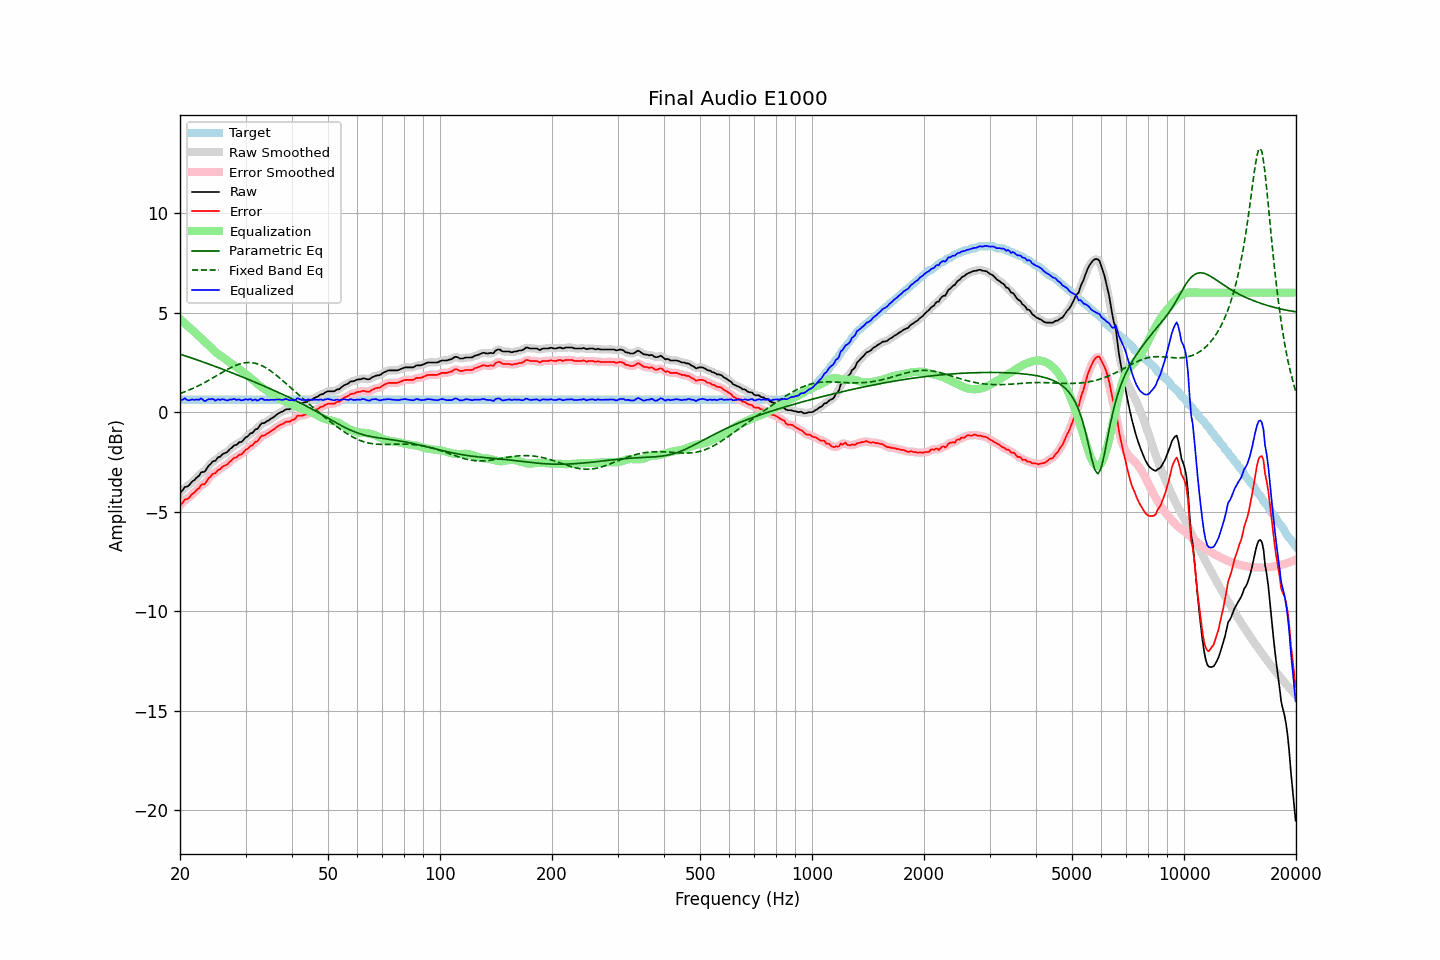 Final Audio E1000
Target
Raw Smoothed
Error Smoothed
Raw
Error
Equalization
Parametric Eq
Fixed Band Eq
Equalized
10
5
0
−5
−10
−15
−20
Amplitude (dBr)
20 50 100 200 500 1000 2000 5000 10000 20000
Frequency (Hz)